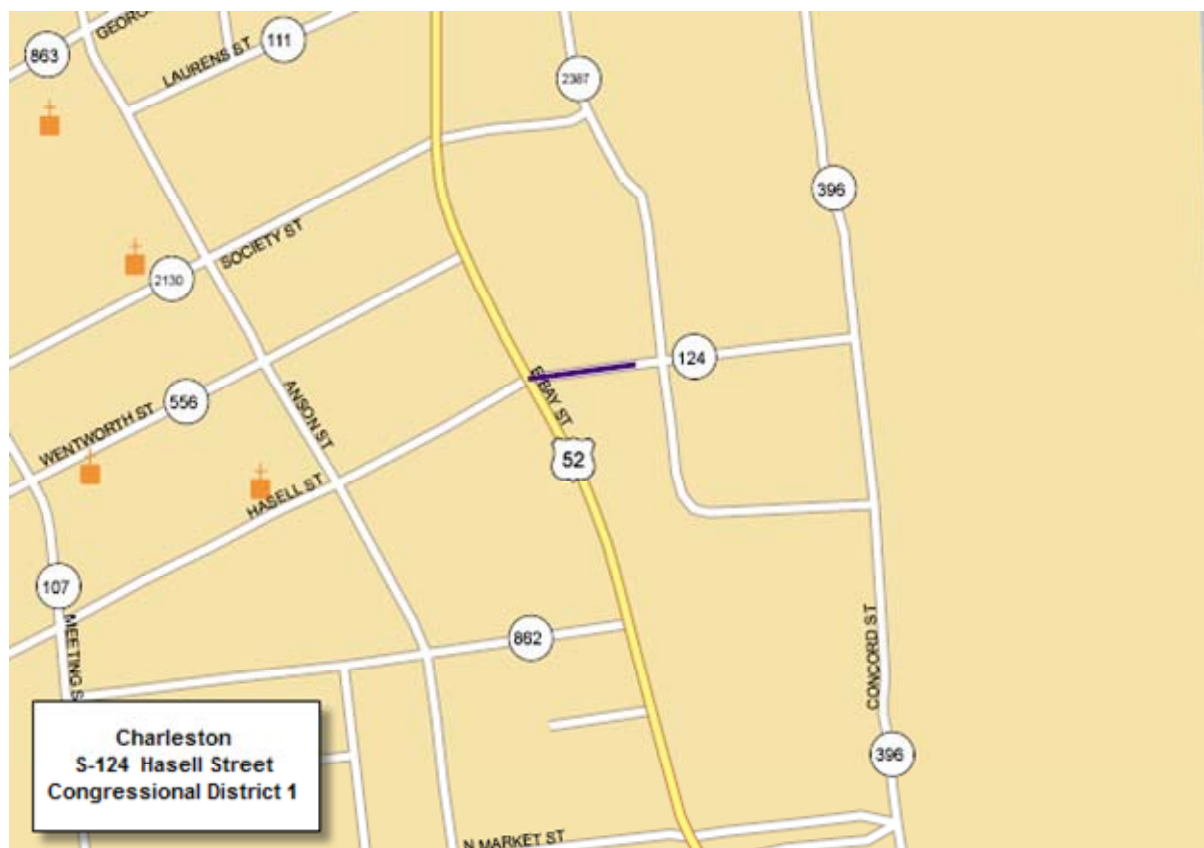 GEORG
863
LAURENS ST
111
2387
396
SOCIETY ST
2130
124
E BAY ST
ANSON ST
556
WENTWORTH ST
52
HASELL ST
107
MEETING S
862
CONCORD ST
396
Charleston
S-124 Hasell Street
Congressional District 1
N MARKET ST